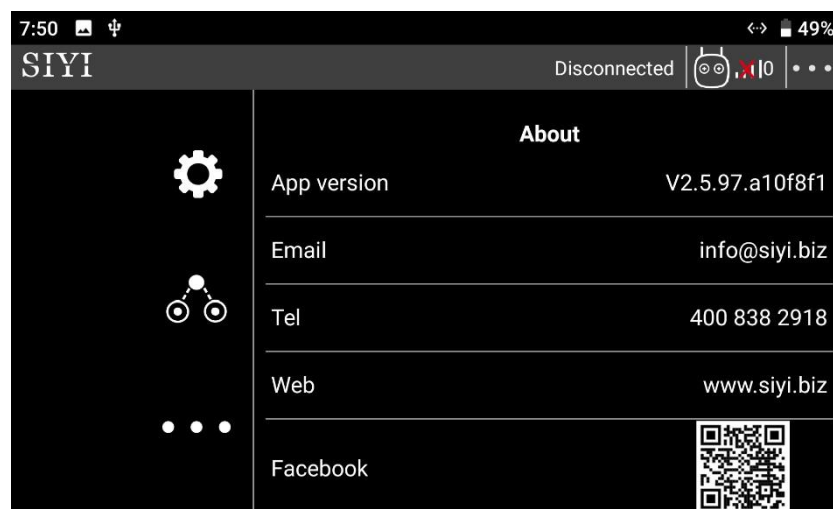 7:50 49%
SIYI Disconnected 0
About
App version V2.5.97.a10f8f1
Email info@siyi.biz
Tel 400 838 2918
Web www.siyi.biz
Facebook